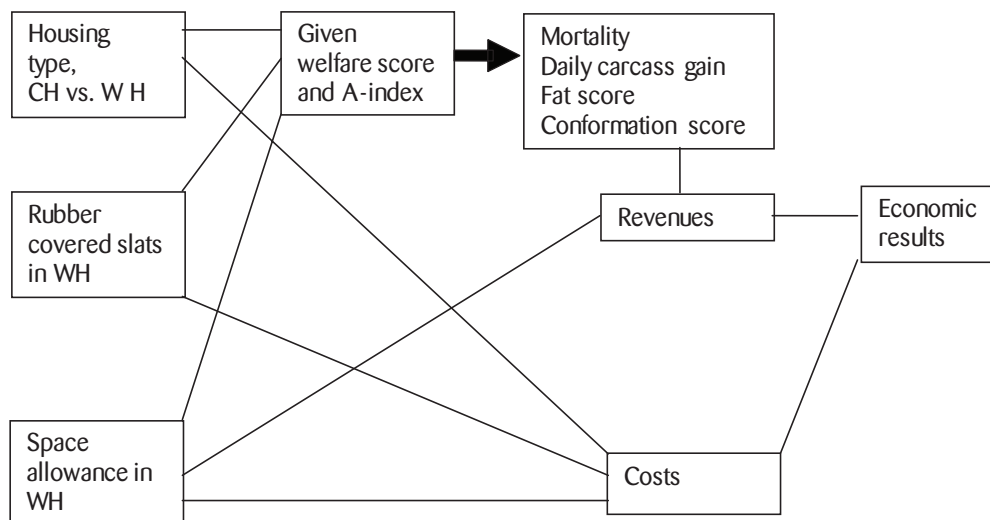 Housing
type,
CH vs. W H
Given
welfare score
and A-index
Mortality
Daily carcass gain
Fat score
Conformation score
Rubber
covered slats
in WH
Revenues
Economic
results
Space
allowance in
WH
Costs